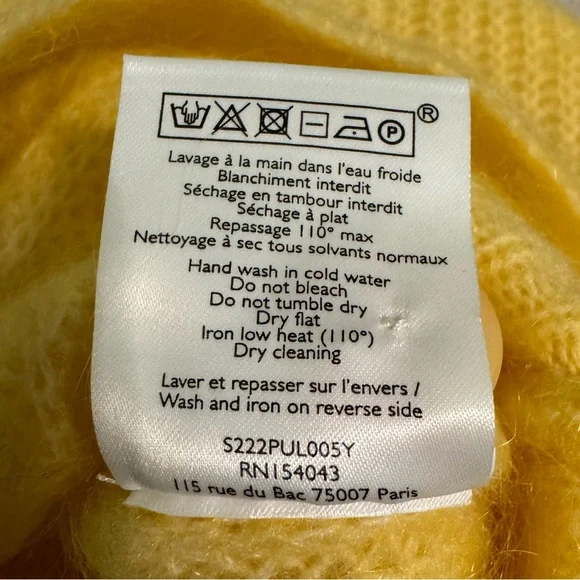 P ®
Lavage à la main dans l'eau froide
Blanchiment interdit
Séchage en tambour interdit
Séchage à plat
Repassage 110° max
Nettoyage à sec tous solvants normaux
Hand wash in cold water
Do not bleach
Do not tumble dry
Dry flat
Iron low heat (110°)
Dry cleaning
Laver et repasser sur l'envers /
Wash and iron on reverse side
S222PUL005Y
RN154043
115 rue du Bac 75007 Paris